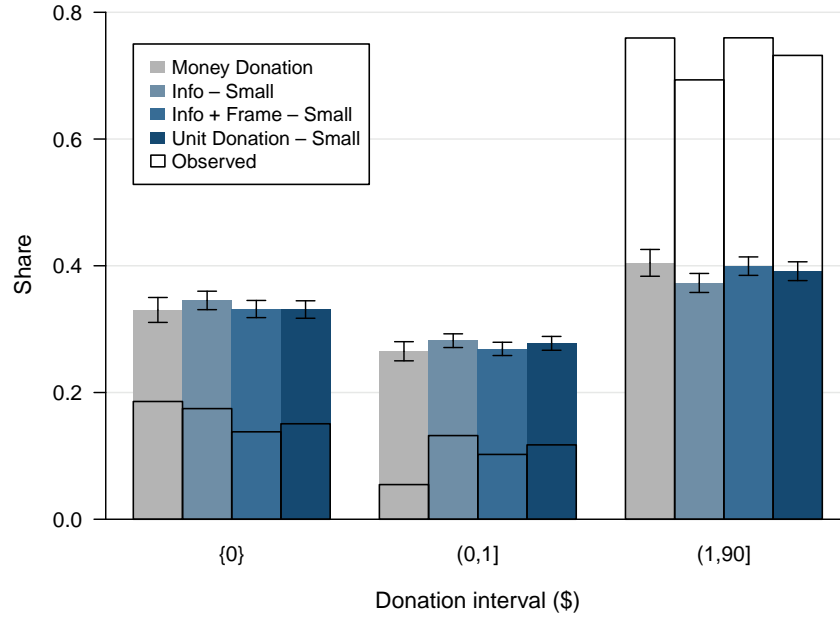 0.8
0.6
0.4
0.2
0.0
Share
Money Donation
Info – Small
Info + Frame – Small
Unit Donation – Small
Observed
{0}
(0,1]
(1,90]
Donation interval ($)